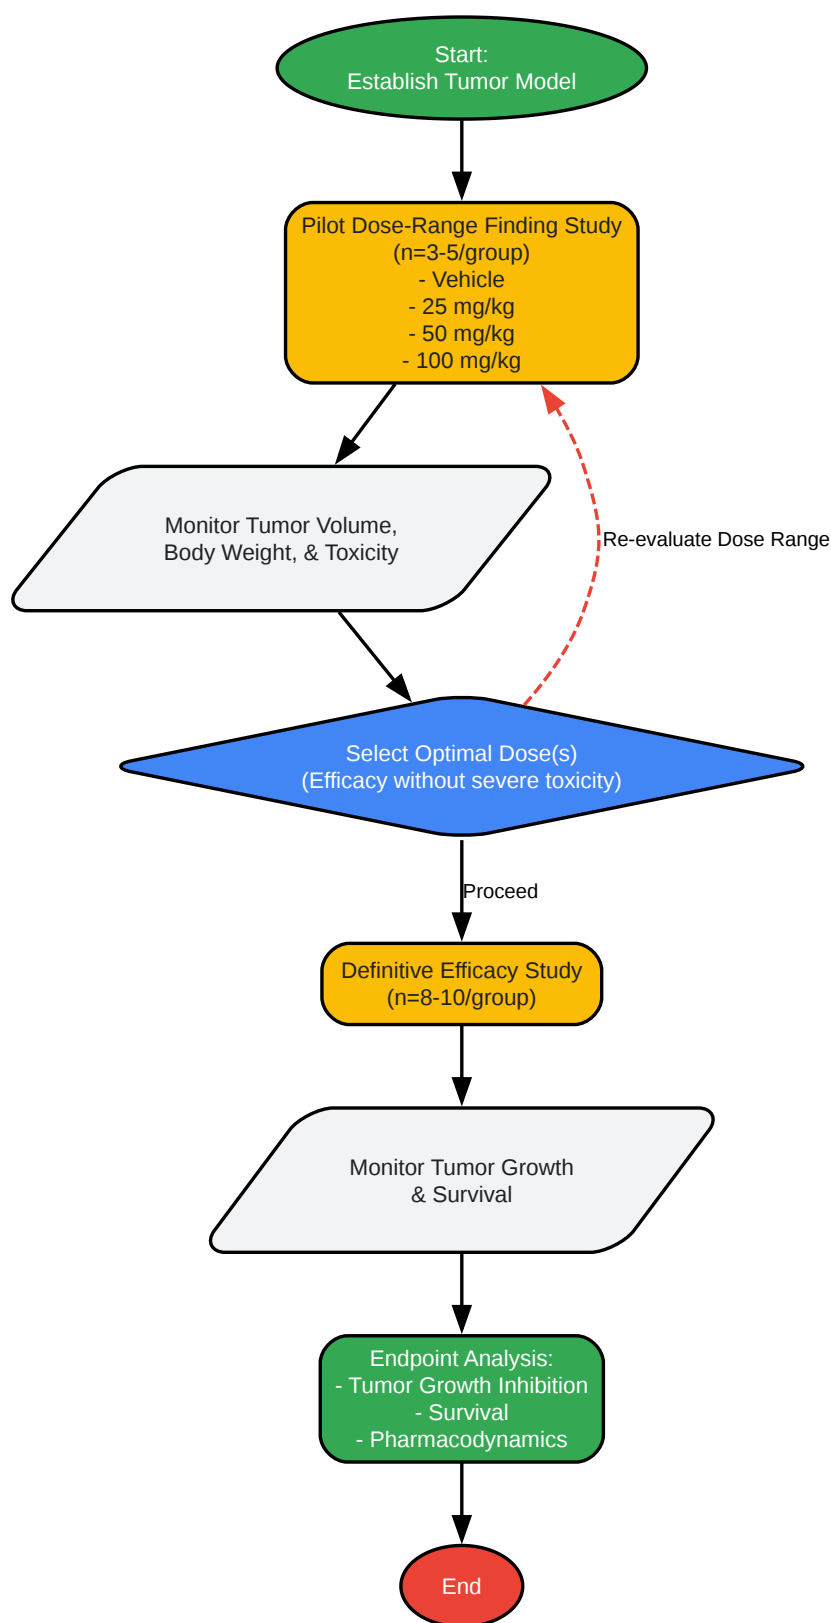 Start:
Establish Tumor Model
Pilot Dose-Range Finding Study
(n=3-5/group)
- Vehicle
- 25 mg/kg
- 50 mg/kg
- 100 mg/kg
Monitor Tumor Volume,
Body Weight, & Toxicity
Re-evaluate Dose Range
Select Optimal Dose(s)
(Efficacy without severe toxicity)
Proceed
Definitive Efficacy Study
(n=8-10/group)
Monitor Tumor Growth
& Survival
Endpoint Analysis:
- Tumor Growth Inhibition
- Survival
- Pharmacodynamics
End